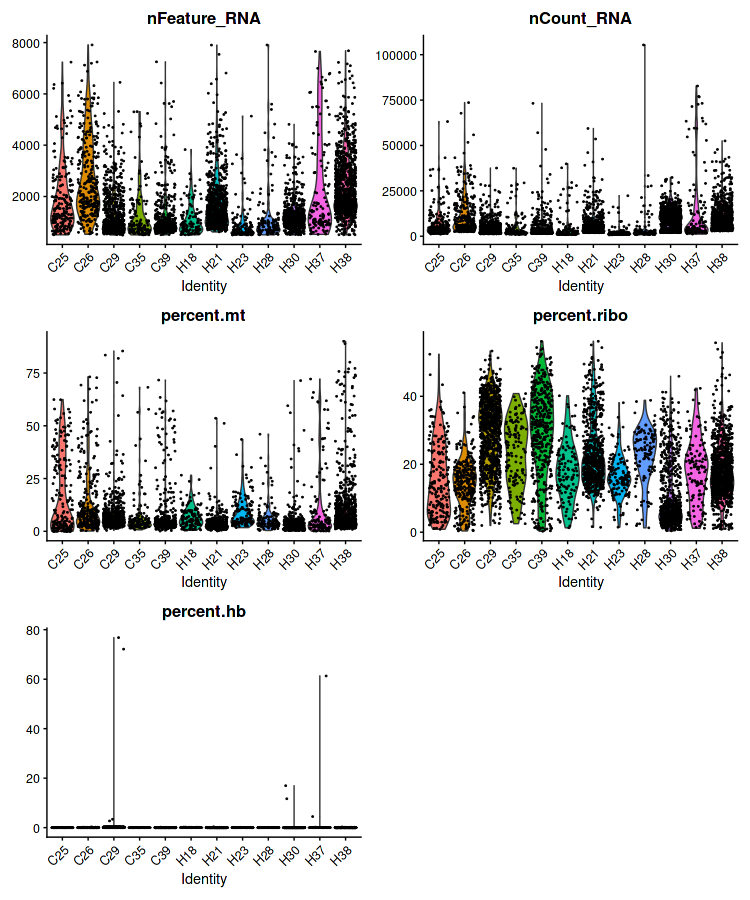 nFeature_RNA
8000
6000
4000
2000
C25 C26 C29 C35 C39 H18 H21 H23 H28 H30 H37 H38
Identity
nCount_RNA
100000
75000
50000
25000
0
C25 C26 C29 C35 C39 H18 H21 H23 H28 H30 H37 H38
Identity
percent.mt
75
50
25
0
C25 C26 C29 C35 C39 H18 H21 H23 H28 H30 H37 H38
Identity
percent.ribo
40
20
0
C25 C26 C29 C35 C39 H18 H21 H23 H28 H30 H37 H38
Identity
percent.hb
80
60
40
20
0
C25 C26 C29 C35 C39 H18 H21 H23 H28 H30 H37 H38
Identity